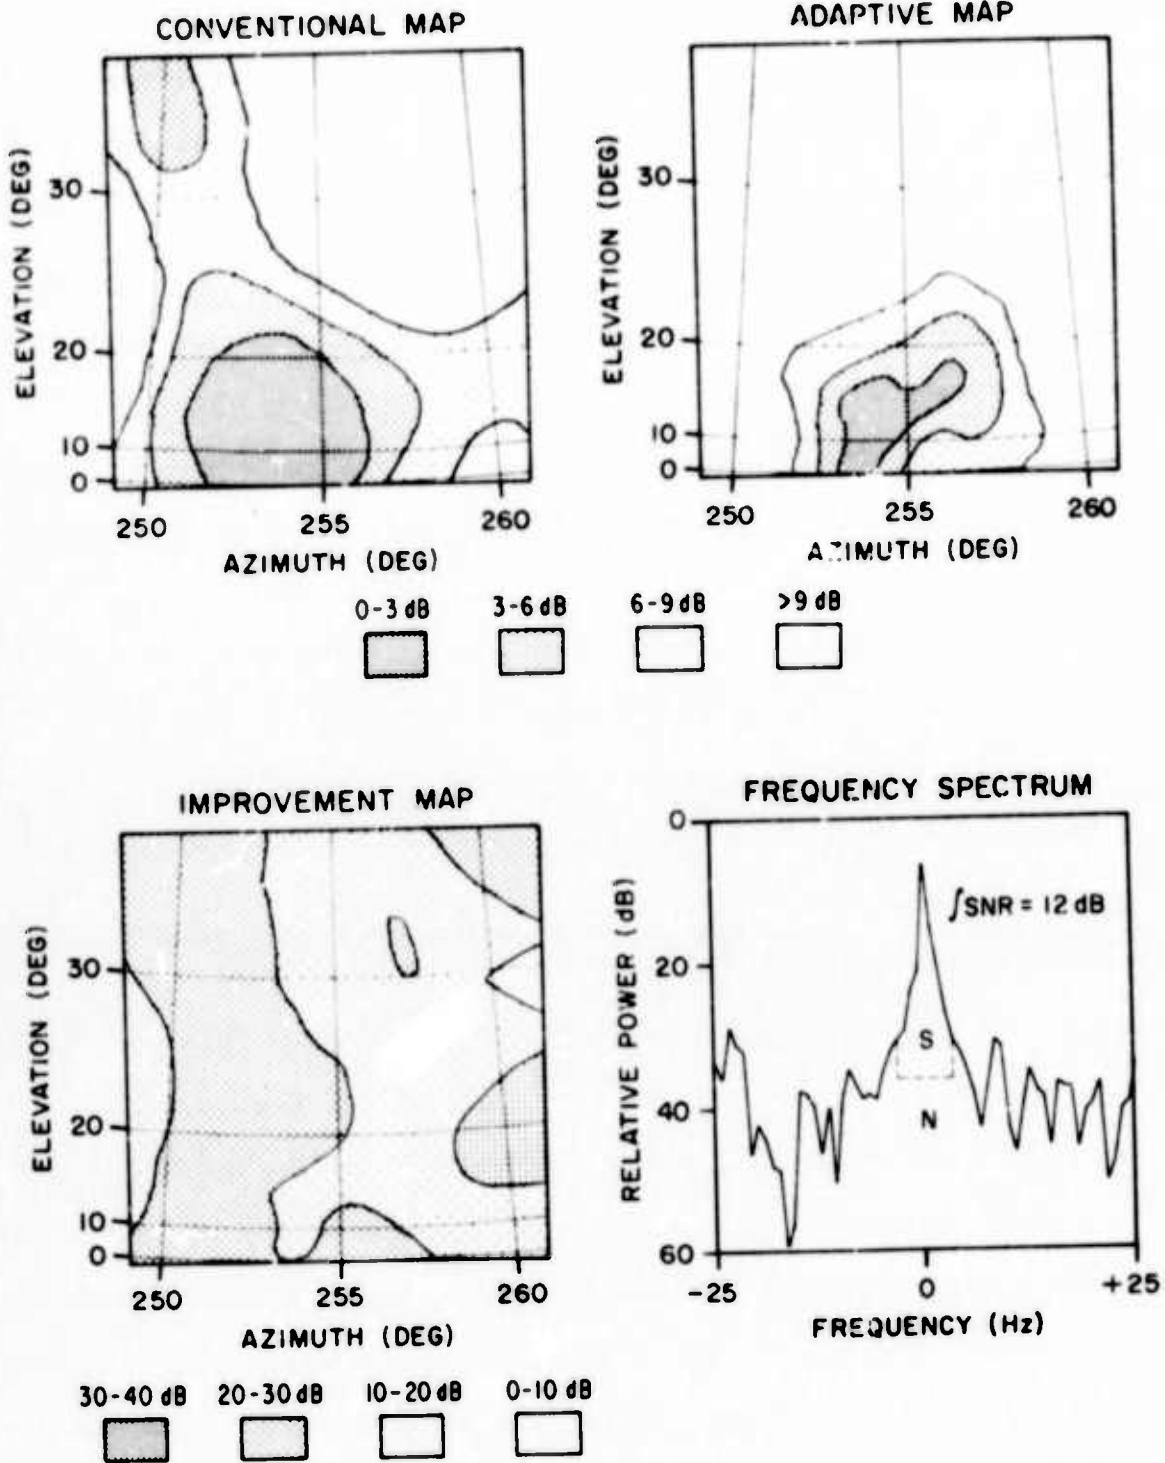 CONVENTIONAL MAP
ADAPTIVE MAP
ELEVATION (DEG)
30
20
10
0
250 255 260
AZIMUTH (DEG)
ELEVATION (DEG)
30
20
10
0
250 255 260
AZIMUTH (DEG)
0-3 dB 3-6 dB 6-9 dB >9 dB
IMPROVEMENT MAP
FREQUENCY SPECTRUM
ELEVATION (DEG)
30
20
10
0
250 255 260
AZIMUTH (DEG)
RELATIVE POWER (dB)
0
20
40
60
∫SNR = 12 dB
S
N
-25 0 +25
FREQUENCY (Hz)
30-40 dB 20-30 dB 10-20 dB 0-10 dB